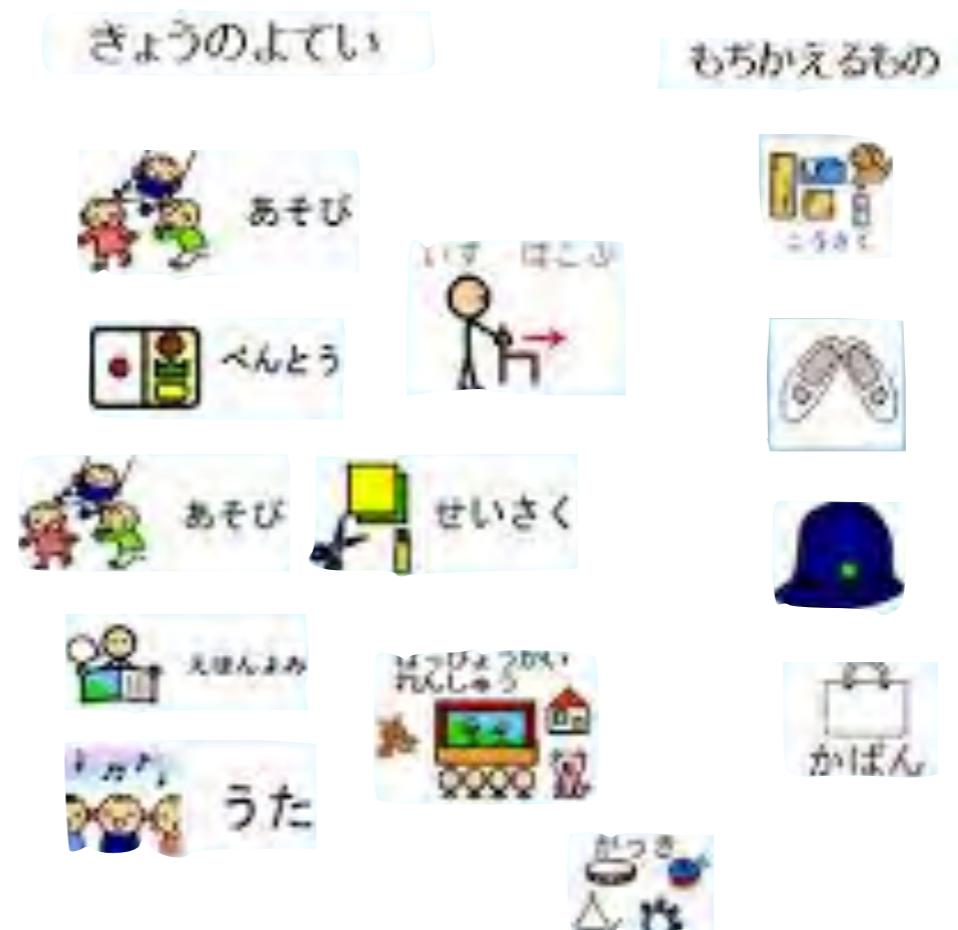 きょうのよてい
もちかえるもの
あそび
いす はこぶ
べんとう
あそび
せいさく
えほんよみ
はっぴょうかい
れんしゅう
うた
がっき
こうさく
かばん